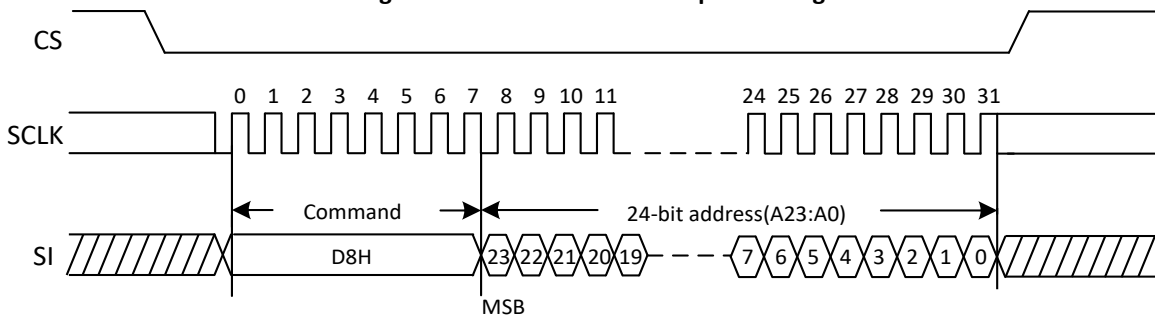 CS
0 1 2 3 4 5 6 7 8 9 10 11 24 25 26 27 28 29 30 31
SCLK
Command 24-bit address(A23:A0)
SI D8H 23 22 21 20 19 7 6 5 4 3 2 1 0
MSB